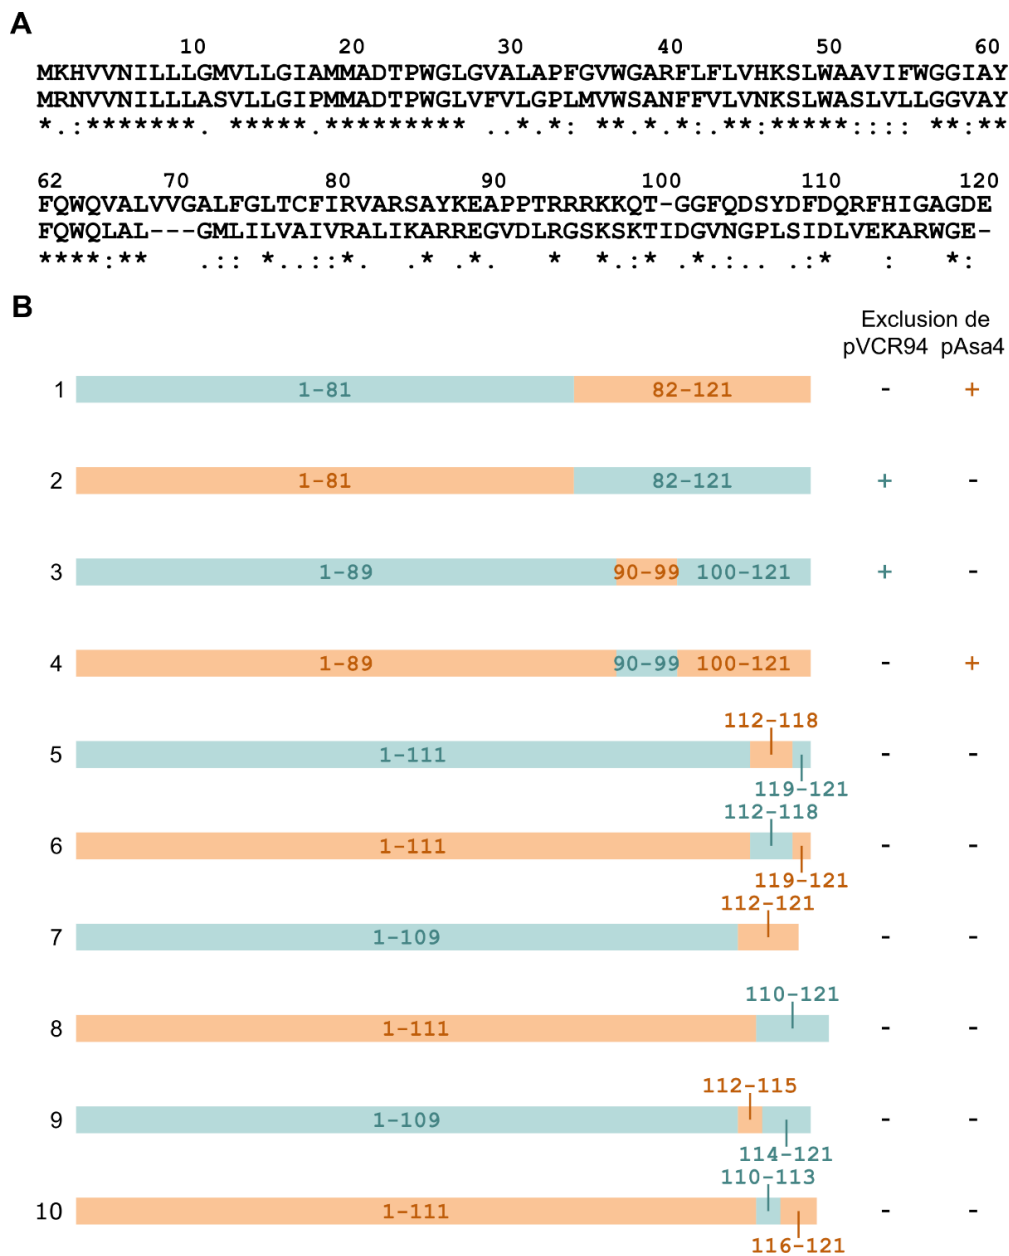 A
10 20 30 40 50 60
MKHVVNILLLGMVLLGIAMMADTPWGLGVALAPFGVWGARFLFLVHKSLWAAVIFWGGIAY
MRNVVNILLLASVLLGIPMMADTPWGLVFVLGPLMVWSANFFVLVNKSLWASLVLLGGVAY
*.:*******. *****.********* ..*.*: **.*.*:.**:*****:::: **:**
62 70 80 90 100 110 120
FQWQVALVVGALFGLTCFIRVARSAYKEAPPTRRRKKQT-GGFQDSYDFDQRFHIGAGDE
FQWQLAL---GMLILVAIVRALIKARREGVDLRGSKSKTIDGVNGPLSIDLVEKARWGE-
****:** .:: *.::*. .* *. * *.:* .*:.. .:* : *:
B
Exclusion de
pVCR94 pAsa4
1 1-81 82-121 - +
2 1-81 82-121 + -
3 1-89 90-99 100-121 + -
4 1-89 90-99 100-121 - +
112-118
5 1-111 - -
119-121
112-118
6 1-111 - -
119-121
112-121
7 1-109 - -
110-121
8 1-111 - -
112-115
9 1-109 - -
114-121
110-113
10 1-111 - -
116-121